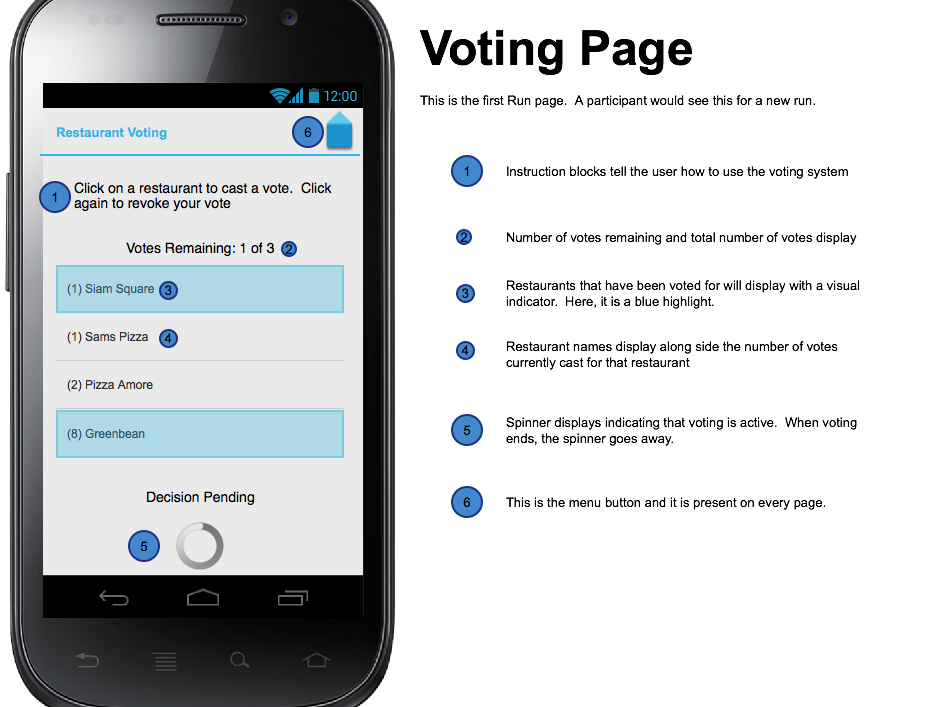 12:00
Restaurant Voting
6
1
Click on a restaurant to cast a vote.  Click
again to revoke your vote
Votes Remaining: 1 of 3 2
(1) Siam Square 3
(1) Sams Pizza 4
(2) Pizza Amore
(8) Greenbean
Decision Pending
5
Voting Page
This is the first Run page.  A participant would see this for a new run.
1 Instruction blocks tell the user how to use the voting system
2 Number of votes remaining and total number of votes display
3 Restaurants that have been voted for will display with a visual
indicator.  Here, it is a blue highlight.
4 Restaurant names display along side the number of votes
currently cast for that restaurant
5 Spinner displays indicating that voting is active.  When voting
ends, the spinner goes away.
6 This is the menu button and it is present on every page.